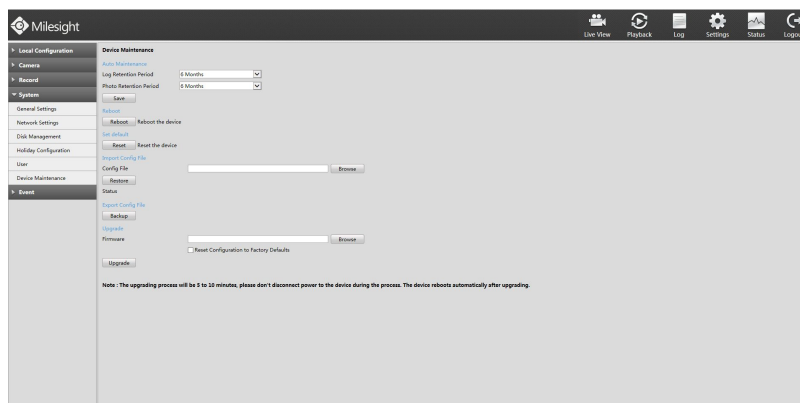 Milesight
Live View Playback Log Settings Status Logou
Local Configuration
Camera
Record
System
General Settings
Network Settings
Disk Management
Holiday Configuration
User
Device Maintenance
Event
Device Maintenance
Auto Maintenance
Log Retention Period 6 Months
Photo Retention Period 6 Months
Save
Reboot
Reboot Reboot the device
Set default
Reset Reset the device
Import Config File
Config File Browse
Restore
Status
Export Config File
Backup
Upgrade
Firmware Browse
Reset Configuration to Factory Defaults
Upgrade
Note : The upgrading process will be 5 to 10 minutes, please don't disconnect power to the device during the process. The device reboots automatically after upgrading.